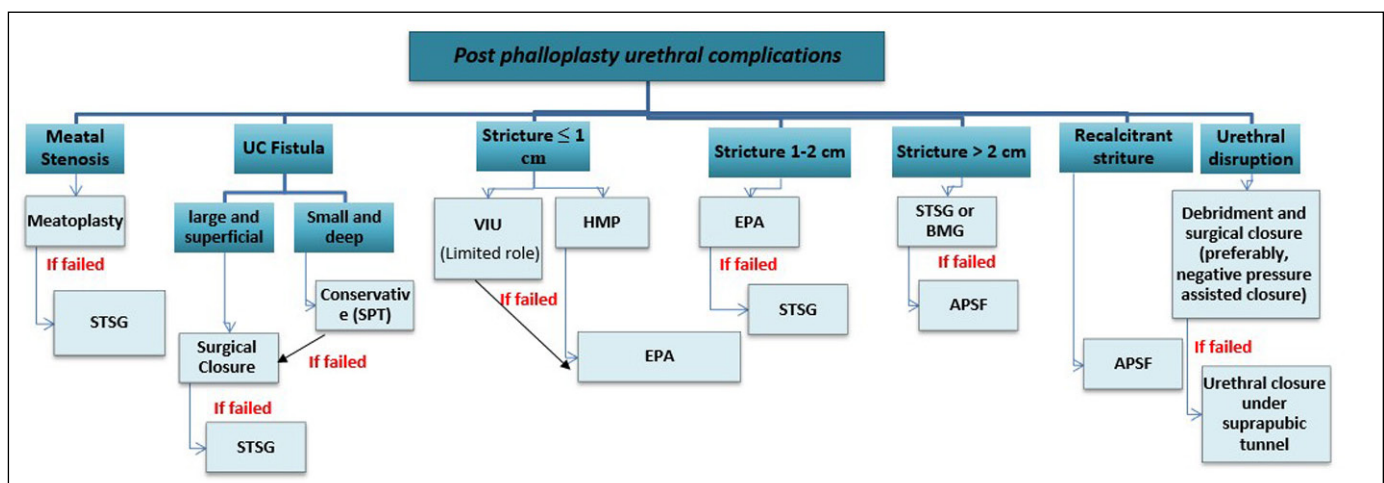 Post phalloplasty urethral complications
Meatal
Stenosis
Meatoplasty
If failed
STSG
UC Fistula
large and
superficial
Small and
deep
Conservativ
e (SPT)
If failed
Surgical
Closure
If failed
STSG
Stricture ≤ 1
cm
VIU
(Limited role)
HMP
If failed
EPA
Stricture 1-2 cm
EPA
If failed
STSG
Stricture > 2 cm
STSG or
BMG
If failed
APSF
Recalcitrant
striture
APSF
Urethral
disruption
Debridment and
surgical closure
(preferably,
negative pressure
assisted closure)
If failed
Urethral closure
under
suprapubic
tunnel